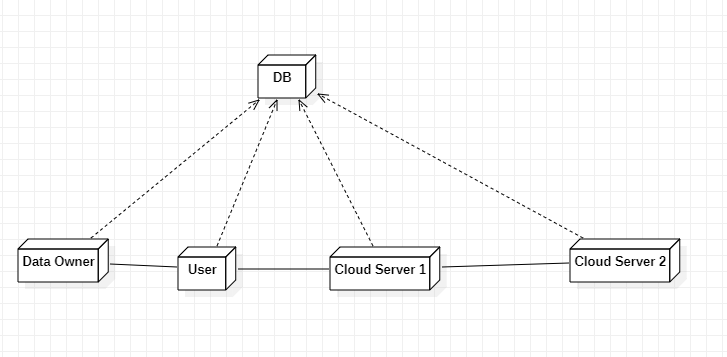 DB
Data Owner
User
Cloud Server 1
Cloud Server 2